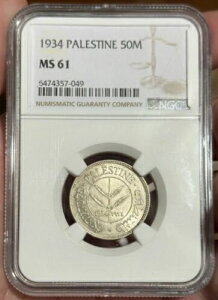 1934 PALESTINE 50M
MS 61
5474357-049
NUMISMATIC GUARANTY COMPANY
NGC
PALESTINE